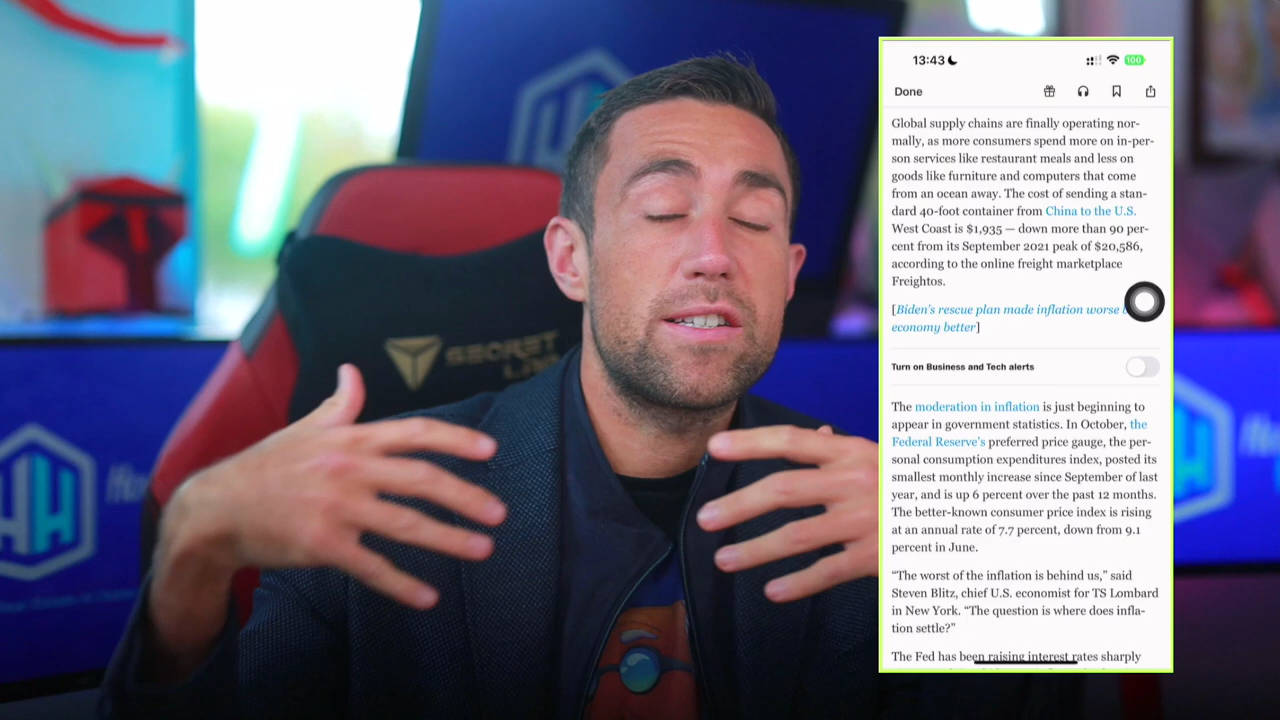 13:43
100
Done
Global supply chains are finally operating nor-
mally, as more consumers spend more on in-per-
son services like restaurant meals and less on
goods like furniture and computers that come
from an ocean away. The cost of sending a stan-
dard 40-foot container from China to the U.S.
West Coast is $1,935 — down more than 90 per-
cent from its September 2021 peak of $20,586,
according to the online freight marketplace
Freightos.
[Biden's rescue plan made inflation worse
economy better]
Turn on Business and Tech alerts
The moderation in inflation is just beginning to
appear in government statistics. In October, the
Federal Reserve's preferred price gauge, the per-
sonal consumption expenditures index, posted its
smallest monthly increase since September of last
year, and is up 6 percent over the past 12 months.
The better-known consumer price index is rising
at an annual rate of 7.7 percent, down from 9.1
percent in June.
“The worst of the inflation is behind us,” said
Steven Blitz, chief U.S. economist for TS Lombard
in New York. “The question is where does infla-
tion settle?”
The Fed has been raising interest rates sharply
SECRET